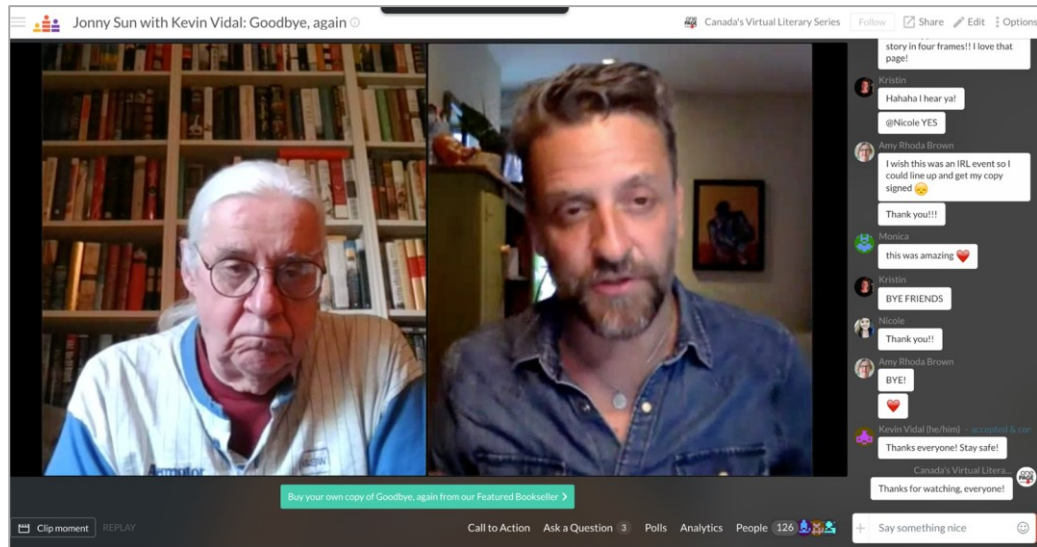 Jonny Sun with Kevin Vidal: Goodbye, again
Canada's Virtual Literary Series
Follow
Share
Edit
Options
story in four frames!! I love that
page!
Kristin
Hahaha I hear ya!
@Nicole YES
Amy Rhoda Brown
I wish this was an IRL event so I
could line up and get my copy
signed 😞
Thank you!!!
Monica
this was amazing ❤️
Kristin
BYE FRIENDS
Nicole
Thank you!!
Amy Rhoda Brown
BYE!
❤️
Kevin Vidal (he/him) - accepted & cor
Thanks everyone! Stay safe!
Canada's Virtual Litera...
Thanks for watching, everyone!
Buy your own copy of Goodbye, again from our Featured Bookseller >
Clip moment
REPLAY
Call to Action
Ask a Question 3
Polls
Analytics
People 126
Say something nice